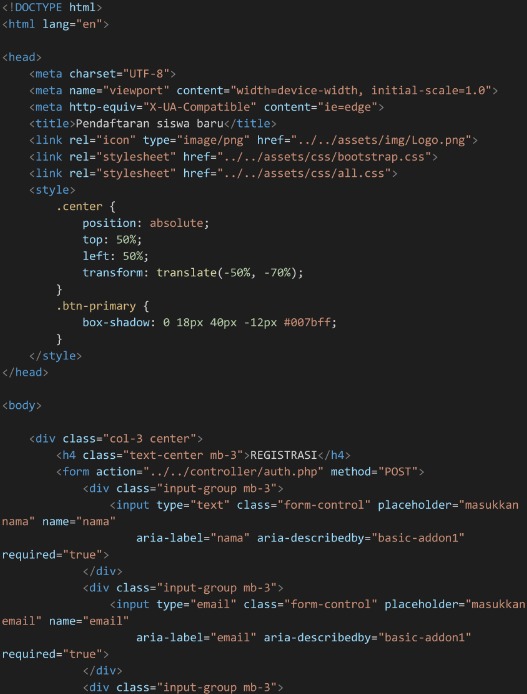 <!DOCTYPE html>
<html lang="en">
<head>
<meta charset="UTF-8">
<meta name="viewport" content="width=device-width, initial-scale=1.0">
<meta http-equiv="X-UA-Compatible" content="ie=edge">
<title>Pendaftaran siswa baru</title>
<link rel="icon" type="image/png" href="../../assets/img/Logo.png">
<link rel="stylesheet" href="../../assets/css/bootstrap.css">
<link rel="stylesheet" href="../../assets/css/all.css">
<style>
.center {
position: absolute;
top: 50%;
left: 50%;
transform: translate(-50%, -70%);
}
.btn-primary {
box-shadow: 0 18px 40px -12px #007bff;
}
</style>
</head>
<body>
<div class="col-3 center">
<h4 class="text-center mb-3">REGISTRASI</h4>
<form action="../../controller/auth.php" method="POST">
<div class="input-group mb-3">
<input type="text" class="form-control" placeholder="masukkan
nama" name="nama"
aria-label="nama" aria-describedby="basic-addon1"
required="true">
</div>
<div class="input-group mb-3">
<input type="email" class="form-control" placeholder="masukkan
email" name="email"
aria-label="email" aria-describedby="basic-addon1"
required="true">
</div>
<div class="input-group mb-3">